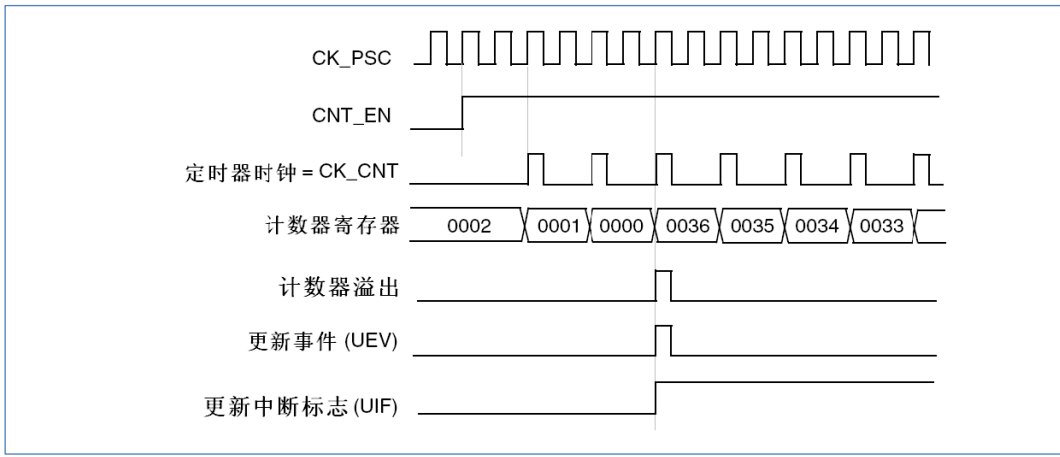 CK_PSC
CNT_EN
定时器时钟 = CK_CNT
计数器寄存器 0002 0001 0000 0036 0035 0034 0033
计数器溢出
更新事件 (UEV)
更新中断标志 (UIF)